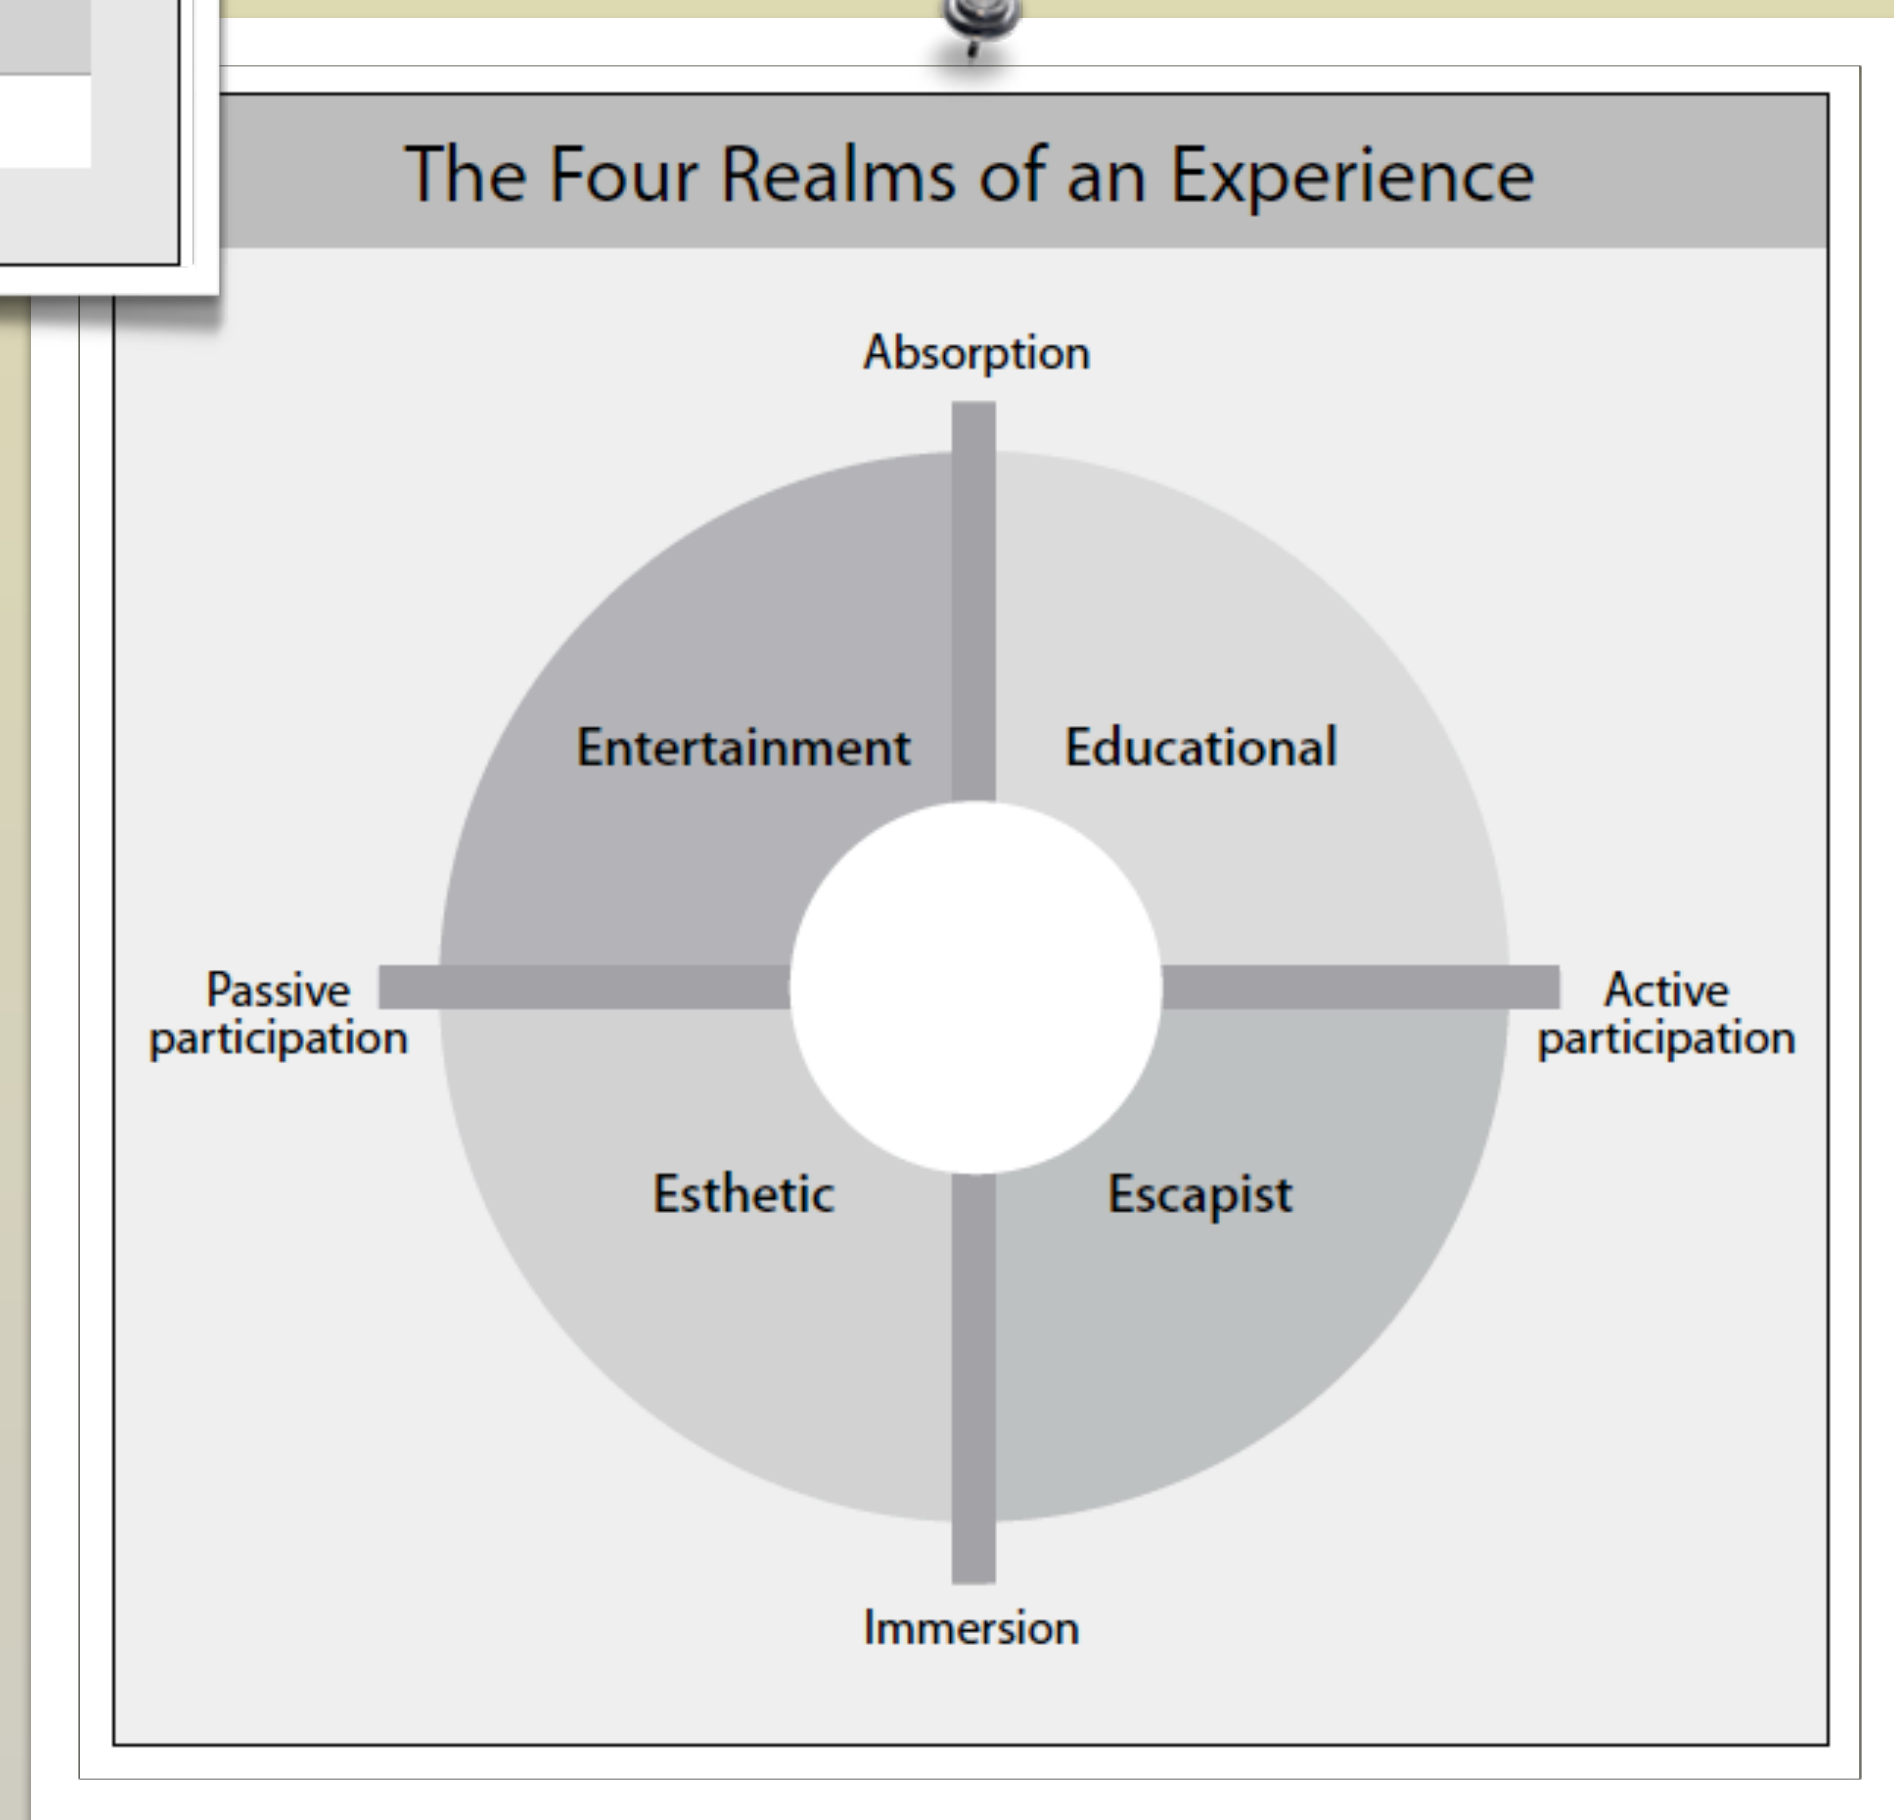 The Four Realms of an Experience
Absorption
Entertainment
Educational
Passive
participation
Active
participation
Esthetic
Escapist
Immersion